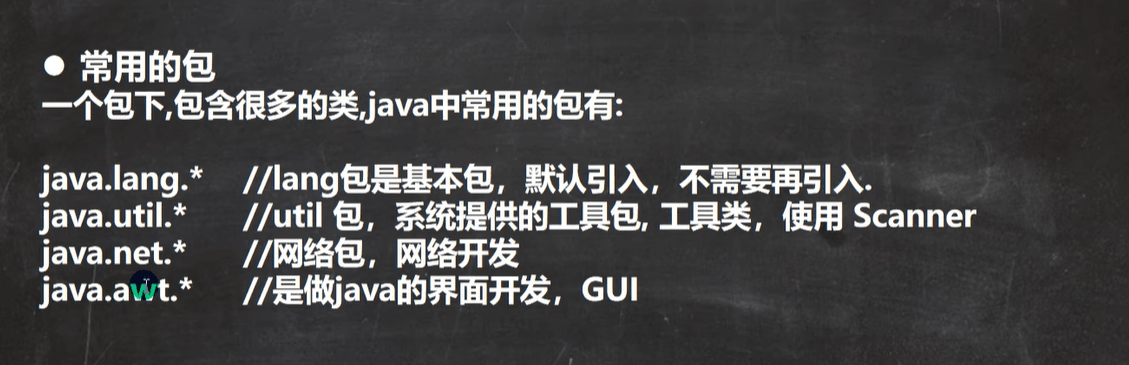 ● 常用的包
一个包下,包含很多的类,java中常用的包有:
java.lang.* //lang包是基本包，默认引入，不需要再引入.
java.util.* //util 包，系统提供的工具包, 工具类，使用 Scanner
java.net.* //网络包，网络开发
java.awt.* //是做java的界面开发，GUI